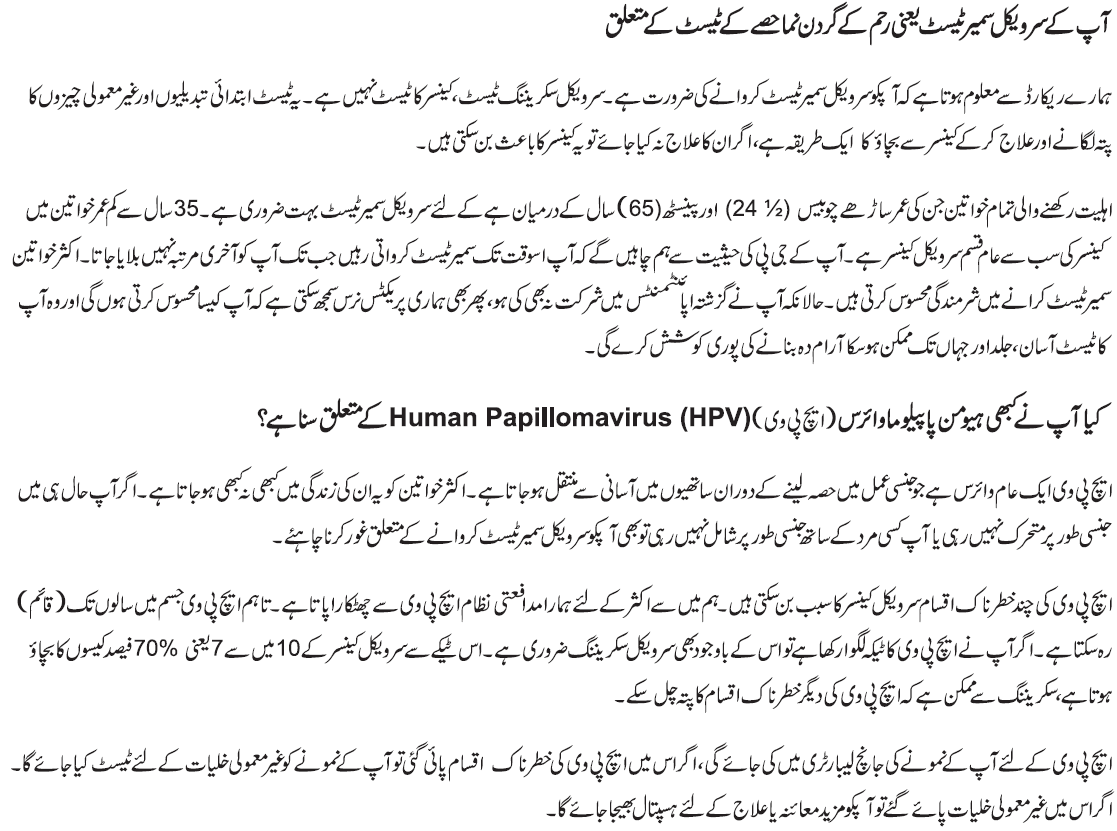 آپ کے سرویکل سمیر ٹیسٹ یعنی رحم کے گردن نما حصے کے ٹیسٹ کے متعلق
ہمارے ریکارڈ سے معلوم ہوتا ہے کہ آپکو سرویکل سمیر ٹیسٹ کروانے کی ضرورت ہے۔ سرویکل سکریننگ ٹیسٹ، کینسر کا ٹیسٹ نہیں ہے۔ یہ ٹیسٹ ابتدائی تبدیلیوں اور غیر معمولی چیزوں کا
پتہ لگانے اور علاج کر کے کینسر سے بچاؤ کا ایک طریقہ ہے، اگر ان کا علاج نہ کیا جائے تو یہ کینسر کا باعث بن سکتی ہیں۔
اہلیت رکھنے والی تمام خواتین جن کی عمر ساڑھے چوبیس (24 ½) اور پینسٹھ (65) سال کے درمیان ہے کے لئے سرویکل سمیر ٹیسٹ بہت ضروری ہے۔ 35 سال سے کم عمر خواتین میں
کینسر کی سب سے عام قسم سرویکل کینسر ہے۔ آپ کے جی پی کی حیثیت سے ہم چاہیں گے کہ آپ اسوقت تک سمیر ٹیسٹ کرواتی رہیں جب تک آپ کو آخری مرتبہ نہیں بلایا جاتا۔ اکثر خواتین
سمیر ٹیسٹ کرانے میں شرمندگی محسوس کرتی ہیں۔ حالانکہ آپ نے گزشتہ اپائنٹمنٹس میں شرکت نہ بھی کی ہو، پھر بھی ہماری پریکٹس نرس سمجھ سکتی ہے کہ آپ کیسا محسوس کرتی ہوں گی اور وہ آپ
کا ٹیسٹ آسان، جلد اور جہاں تک ممکن ہو سکا آرام دہ بنانے کی پوری کوشش کرے گی۔
کیا آپ نے کبھی ہیومن پاپیلوما وائرس (ایچ پی وی) Human Papillomavirus (HPV) کے متعلق سنا ہے؟
ایچ پی وی ایک عام وائرس ہے جو جنسی عمل میں حصہ لینے کے دوران ساتھیوں میں آسانی سے منتقل ہو جاتا ہے۔ اکثر خواتین کو یہ ان کی زندگی میں کبھی نہ کبھی ہو جاتا ہے۔ اگر آپ حال ہی میں
جنسی طور پر متحرک نہیں رہی یا آپ کسی مرد کے ساتھ جنسی طور پر شامل نہیں رہی تو بھی آپکو سرویکل سمیر ٹیسٹ کروانے کے متعلق غور کرنا چاہئے۔
ایچ پی وی کی چند خطرناک اقسام سرویکل کینسر کا سبب بن سکتی ہیں۔ ہم میں سے اکثر کے لئے ہمارا مدافعتی نظام ایچ پی وی سے چھٹکارا پاتا ہے۔ تاہم ایچ پی وی جسم میں سالوں تک (قائم)
رہ سکتا ہے۔ اگر آپ نے ایچ پی وی کا ٹیکہ لگوا رکھا ہے تو اس کے باوجود بھی سرویکل سکریننگ ضروری ہے۔ اس ٹیکے سے سرویکل کینسر کے 10 میں سے 7 یعنی 70% فیصد کیسوں کا بچاؤ
ہوتا ہے، سکریننگ سے ممکن ہے کہ ایچ پی وی کی دیگر خطرناک اقسام کا پتہ چل سکے۔
ایچ پی وی کے لئے آپ کے نمونے کی جانچ لیبارٹری میں کی جائے گی، اگر اس میں ایچ پی وی کی خطرناک اقسام پائی گئی تو آپ کے نمونے کو غیر معمولی خلیات کے لئے ٹیسٹ کیا جائے گا۔
اگر اس میں غیر معمولی خلیات پائے گئے تو آپکو مزید معائنہ یا علاج کے لئے ہسپتال بھیجا جائے گا۔